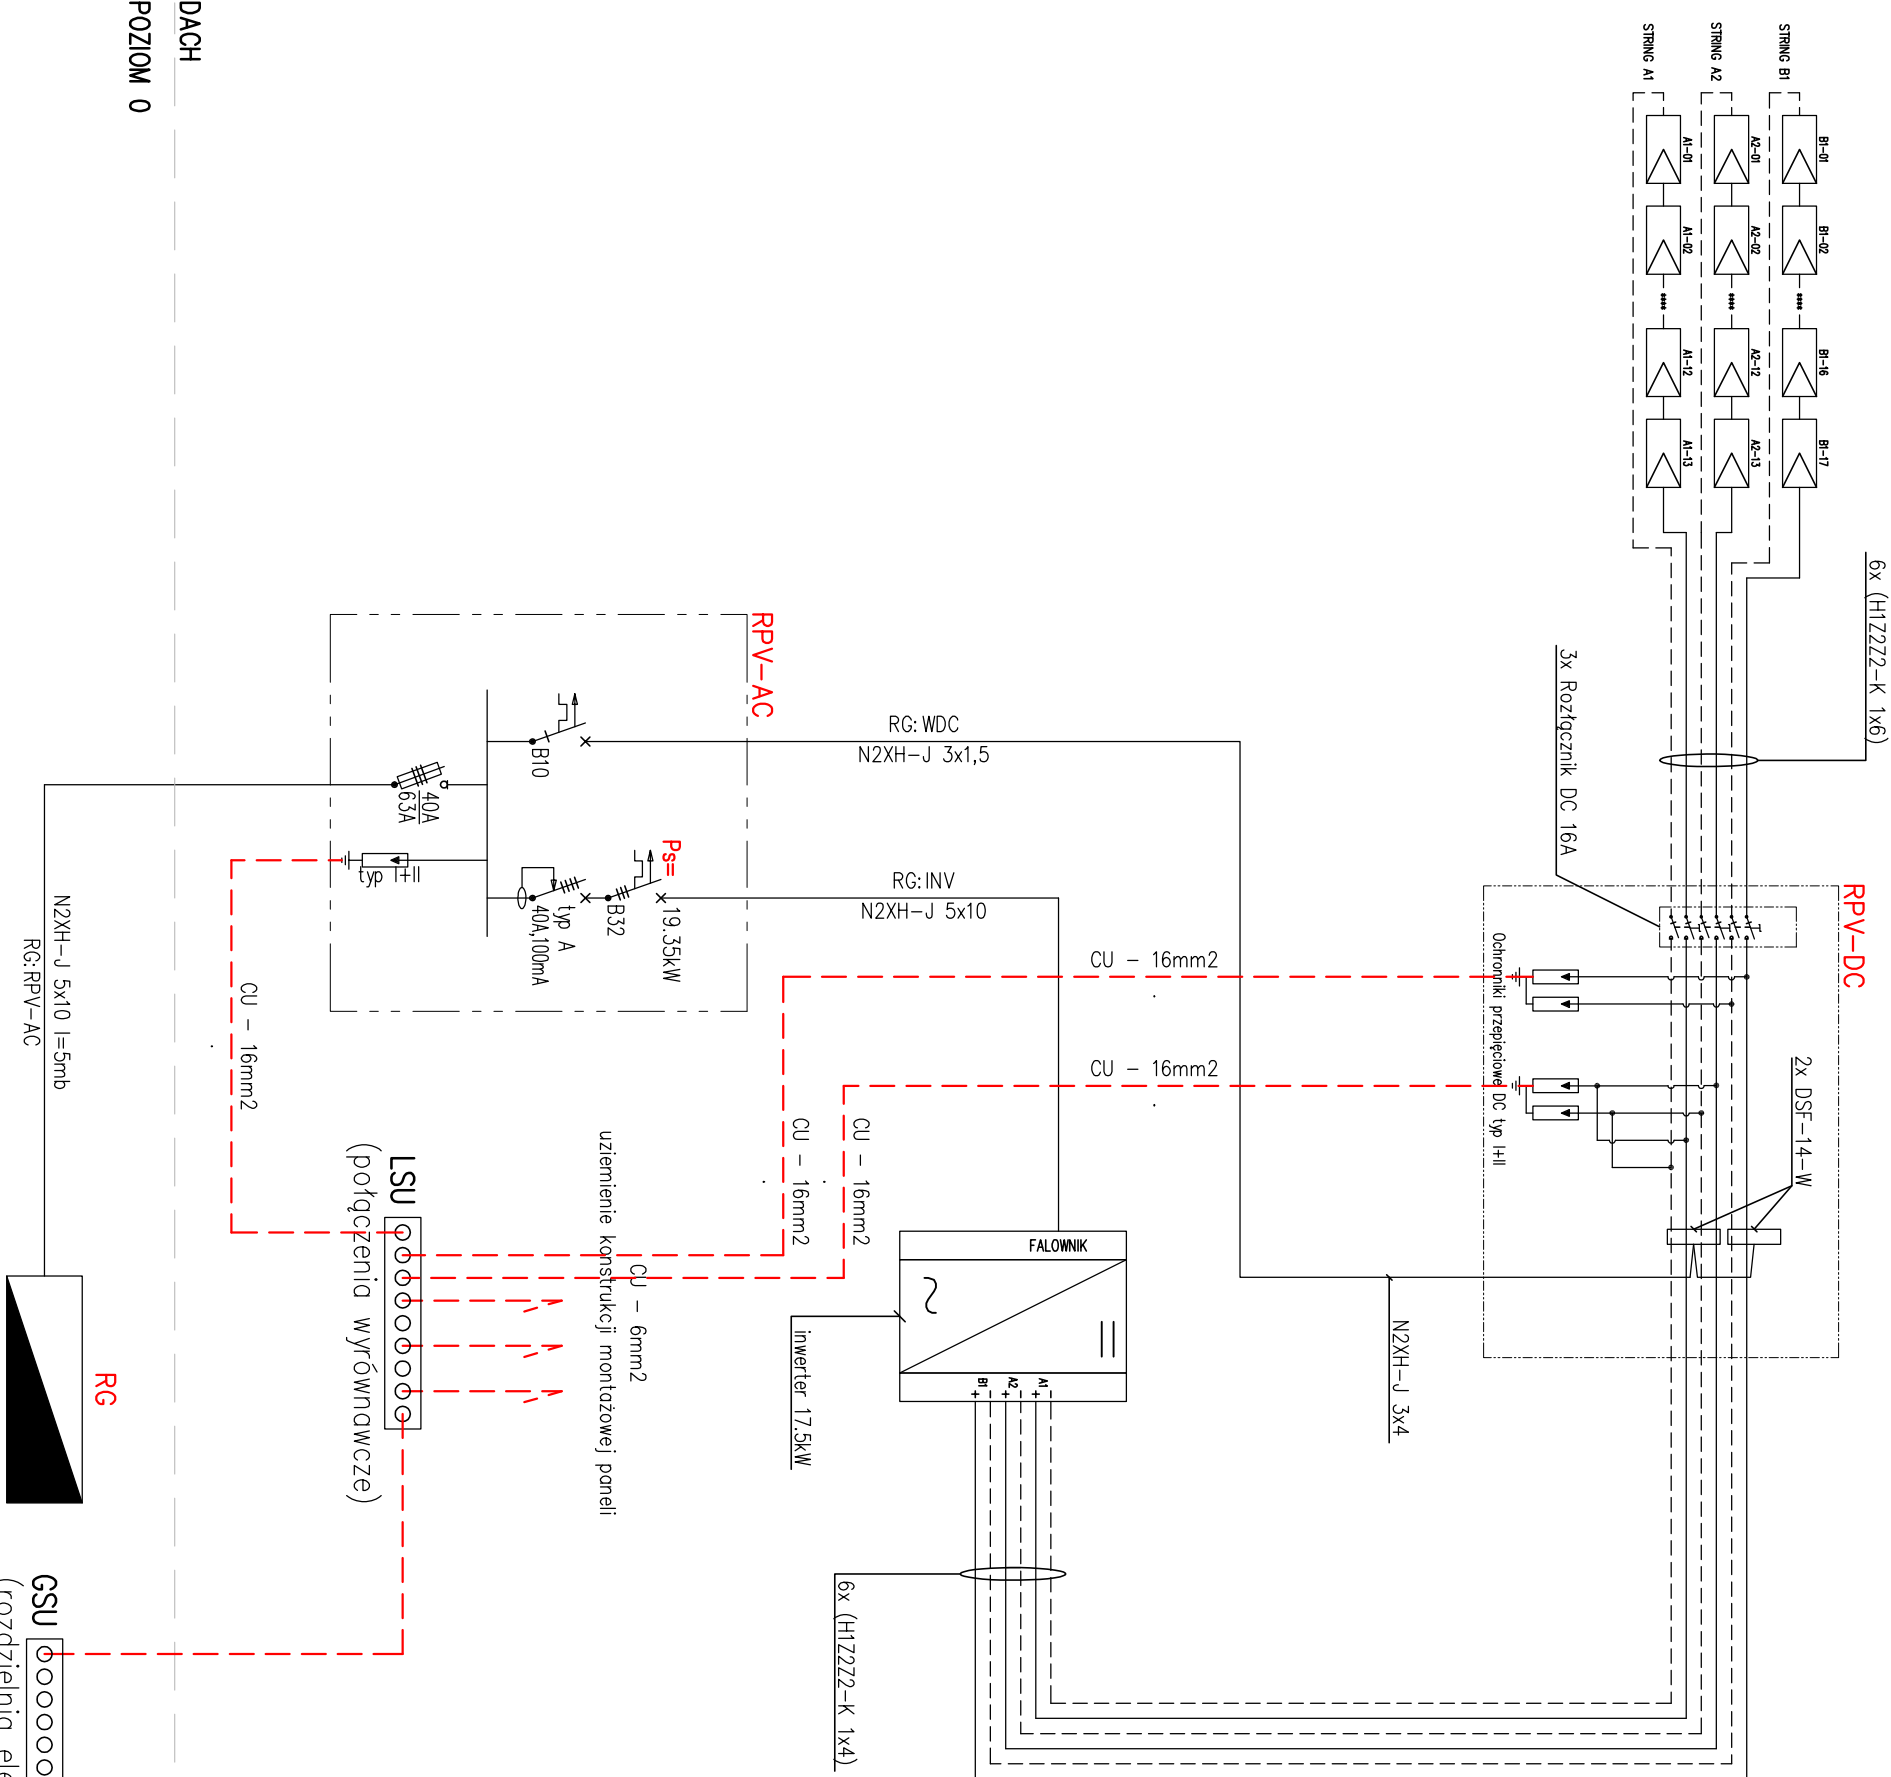 DACH
POZIOM 0
STRING A1
STRING A2
STRING B1
A1-01
A1-02
A1-12
A1-13
A2-01
A2-02
A2-12
A2-13
B1-01
B1-02
B1-16
B1-17
6x (H1Z2Z2-K 1x6)
3x Rozłącznik DC 16A
RPV-DC
Ochronniki przepięciowe DC typ I+II
2x DSF-14-W
N2XH-J 3x4
RPV-AC
B10
40A
63A
typ I+II
Ps=
19.35kW
B32
typ A
40A,100mA
RG:WDC
N2XH-J 3x1,5
RG:INV
N2XH-J 5x10
CU - 16mm2
CU - 16mm2
CU - 16mm2
CU - 16mm2
CU - 16mm2
N2XH-J 5x10 l=5mb
RG:RPV-AC
LSU
(połączenia wyrównawcze)
CU - 6mm2
uziemienie konstrukcji montażowej paneli
FALOWNIK
A1
A2
B1
+
+
+
inwerter 17.5kW
6x (H1Z2Z2-K 1x4)
RG
GSU
(rozdzielnia